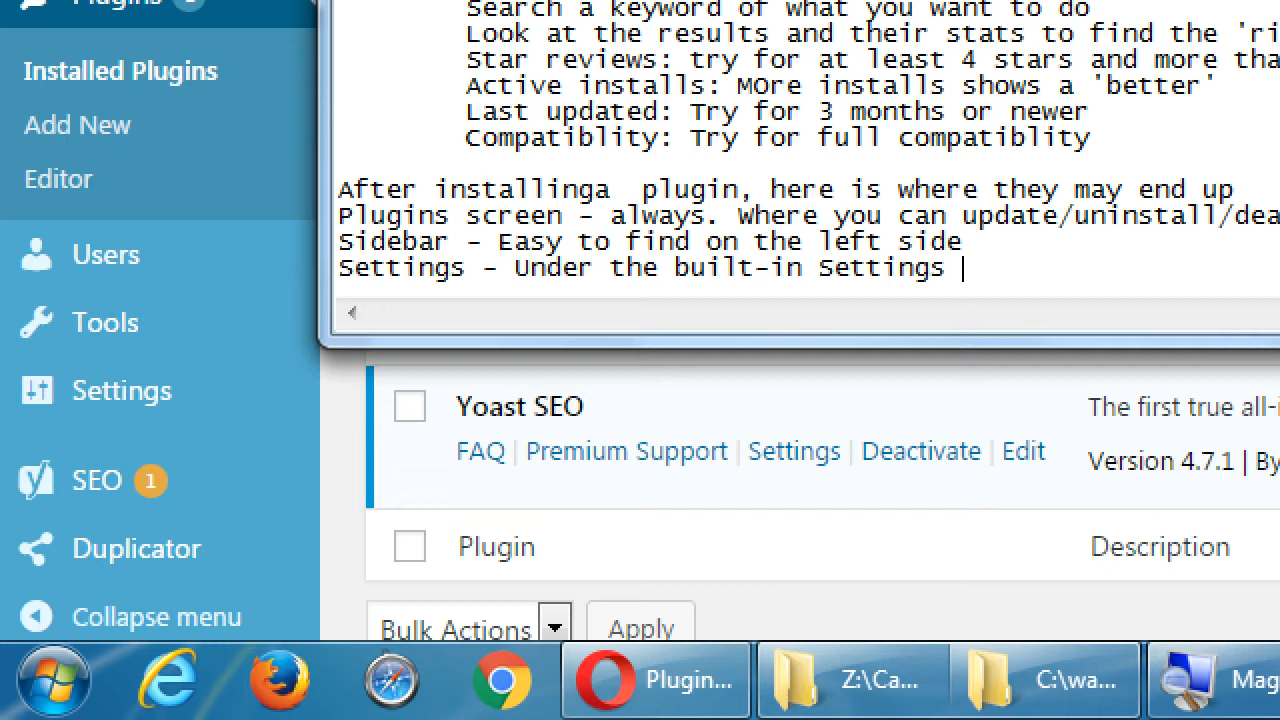 Plugins
Installed Plugins
Add New
Editor
Users
Tools
Settings
SEO 1
Duplicator
Collapse menu
Search a keyword of what you want to do
Look at the results and their stats to find the 'ri
Star reviews: try for at least 4 stars and more tha
Active installs: MOre installs shows a 'better'
Last updated: Try for 3 months or newer
Compatiblity: Try for full compatiblity
After installinga  plugin, here is where they may end up
Plugins screen - always. Where you can update/uninstall/dea
Sidebar - Easy to find on the left side
Settings - Under the built-in Settings
Yoast SEO
FAQ | Premium Support | Settings | Deactivate | Edit
The first true all-i
Version 4.7.1 | By
Plugin
Description
Bulk Actions
Apply
Plugin...
Z:\Ca...
C:\wa...
Mag